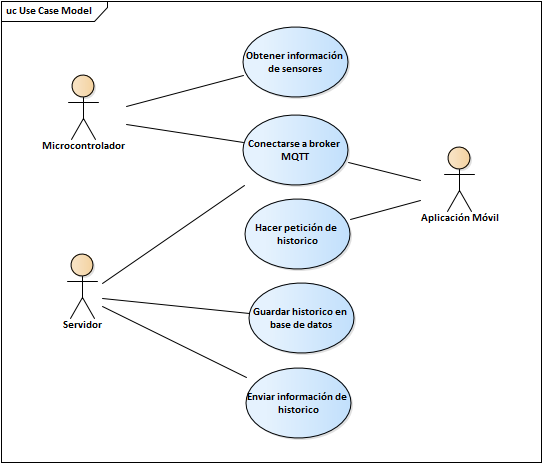 uc Use Case Model
Obtener información
de sensores
Microcontrolador
Conectarse a broker
MQTT
Aplicación Móvil
Hacer petición de
historico
Servidor
Guardar historico en
base de datos
Enviar información de
historico